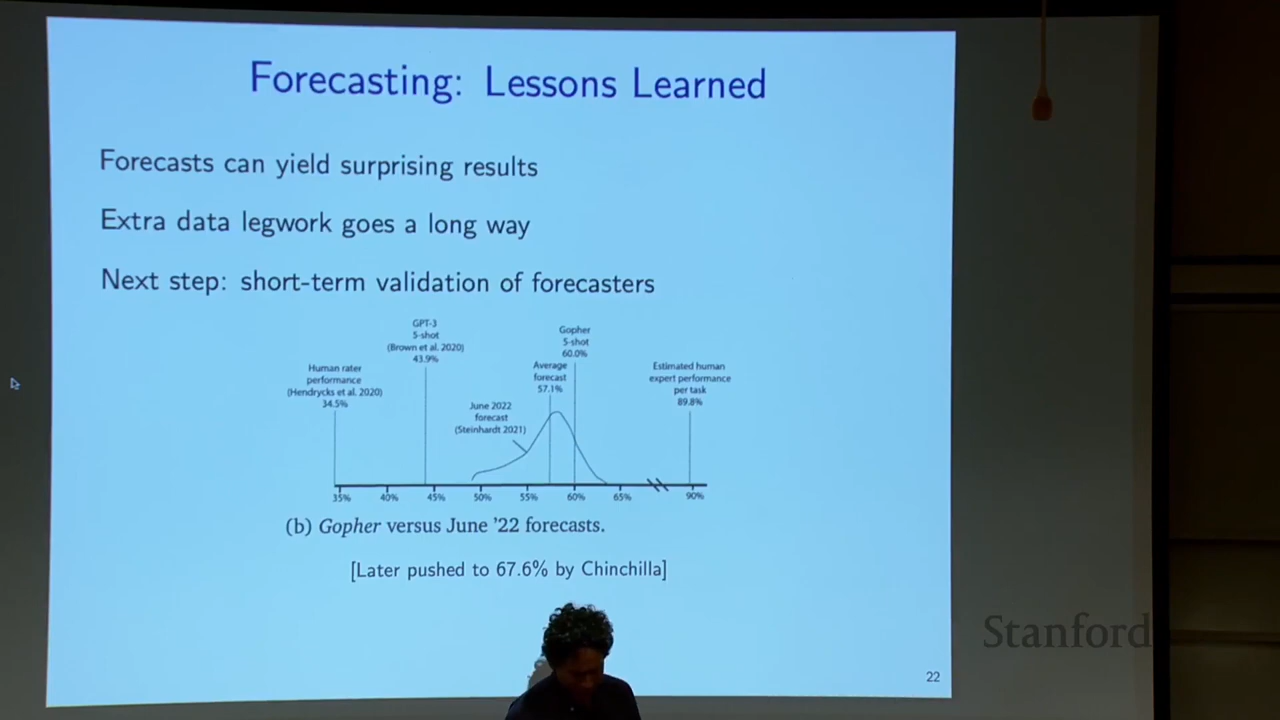 Forecasting: Lessons Learned
Forecasts can yield surprising results
Extra data legwork goes a long way
Next step: short-term validation of forecasters
Human rater
performance
(Hendrycks et al. 2020)
34.5%
GPT-3
5-shot
(Brown et al. 2020)
43.9%
June 2022
forecast
(Steinhardt 2021)
Average
forecast
57.1%
Gopher
5-shot
60.0%
Estimated human
expert performance
per task
89.8%
35% 40% 45% 50% 55% 60% 65% 90%
(b) Gopher versus June '22 forecasts.
[Later pushed to 67.6% by Chinchilla]
22
Stanford